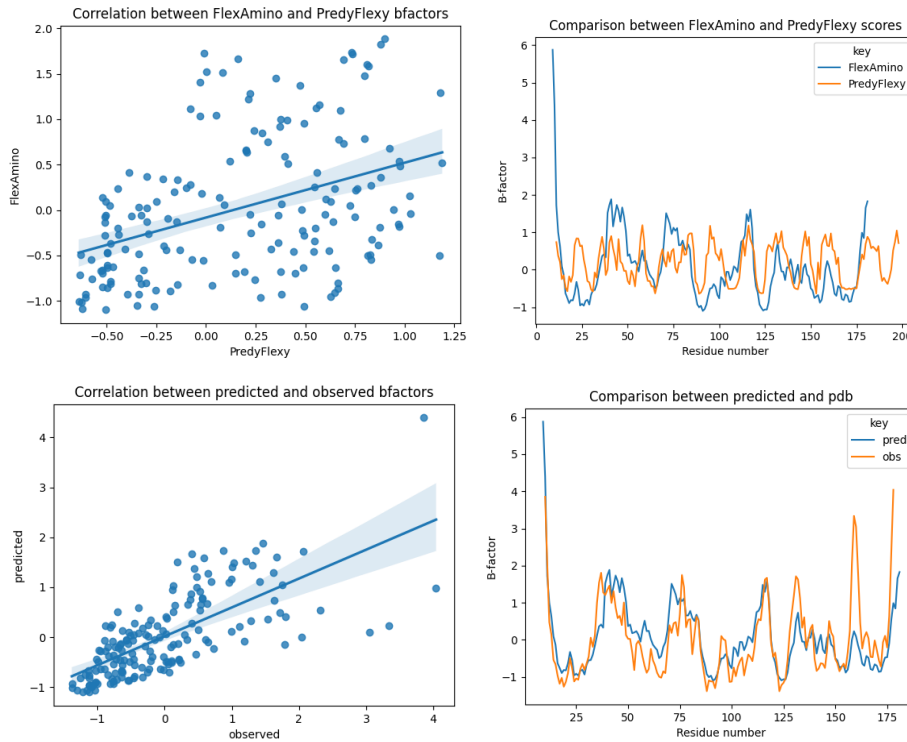 Correlation between FlexAmino and PredyFlexy bfactors
2.0
1.5
1.0
0.5
0.0
−0.5
−1.0
FlexAmino
−0.50 −0.25 0.00 0.25 0.50 0.75 1.00 1.25
PredyFlexy
Comparison between FlexAmino and PredyFlexy scores
key
FlexAmino
PredyFlexy
6
5
4
3
2
1
0
−1
B-factor
0 25 50 75 100 125 150 175 200
Residue number
Correlation between predicted and observed bfactors
4
3
2
1
0
−1
predicted
−1 0 1 2 3 4
observed
Comparison between predicted and pdb
key
pred
obs
6
5
4
3
2
1
0
−1
B-factor
25 50 75 100 125 150 175
Residue number